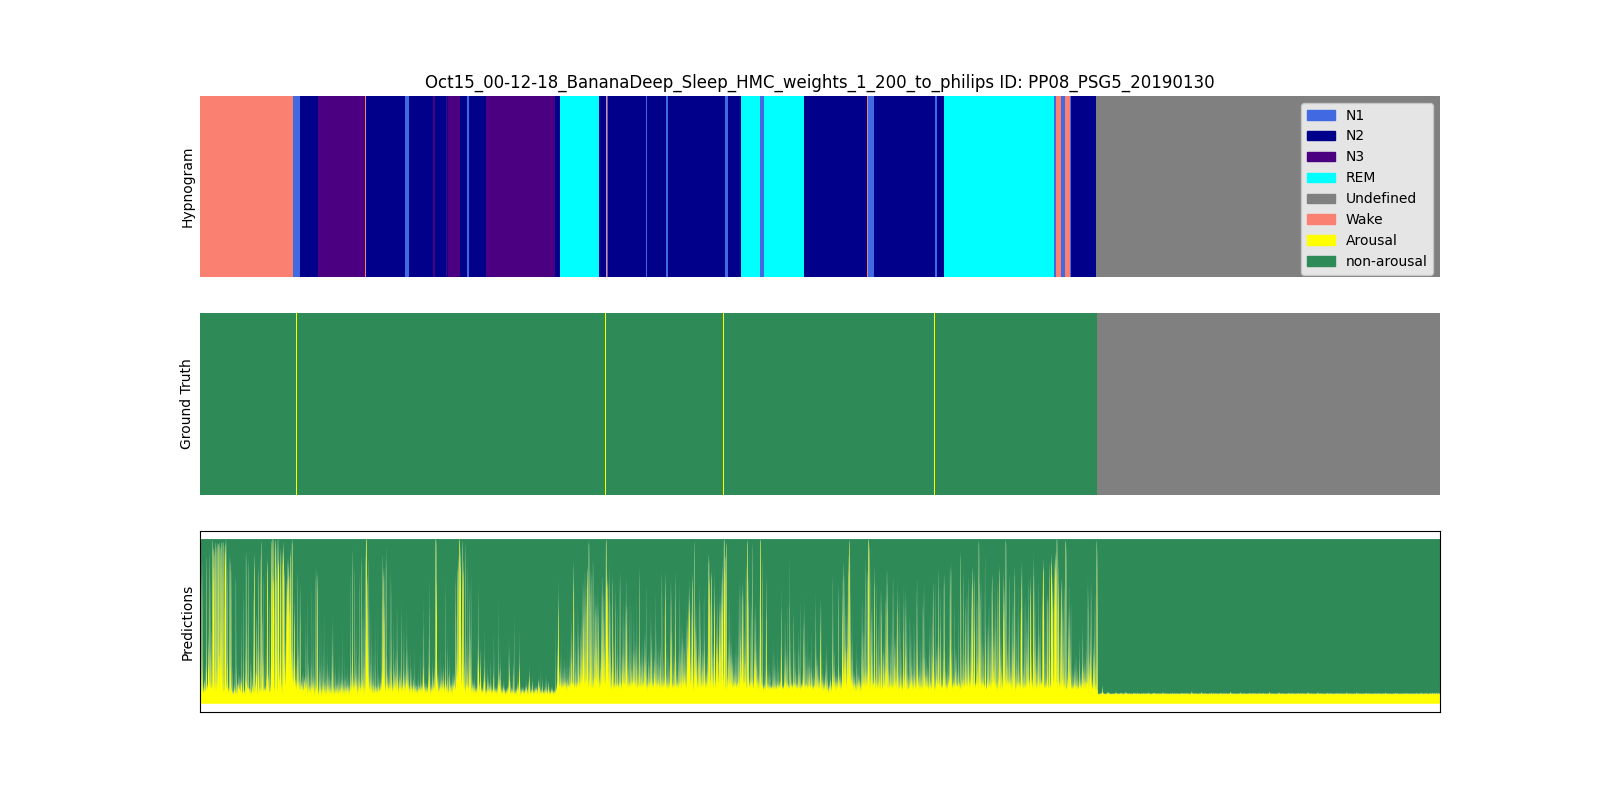 Oct15_00-12-18_BananaDeep_Sleep_HMC_weights_1_200_to_philips ID: PP08_PSG5_20190130
Hypnogram
N1
N2
N3
REM
Undefined
Wake
Arousal
non-arousal
Ground Truth
Predictions